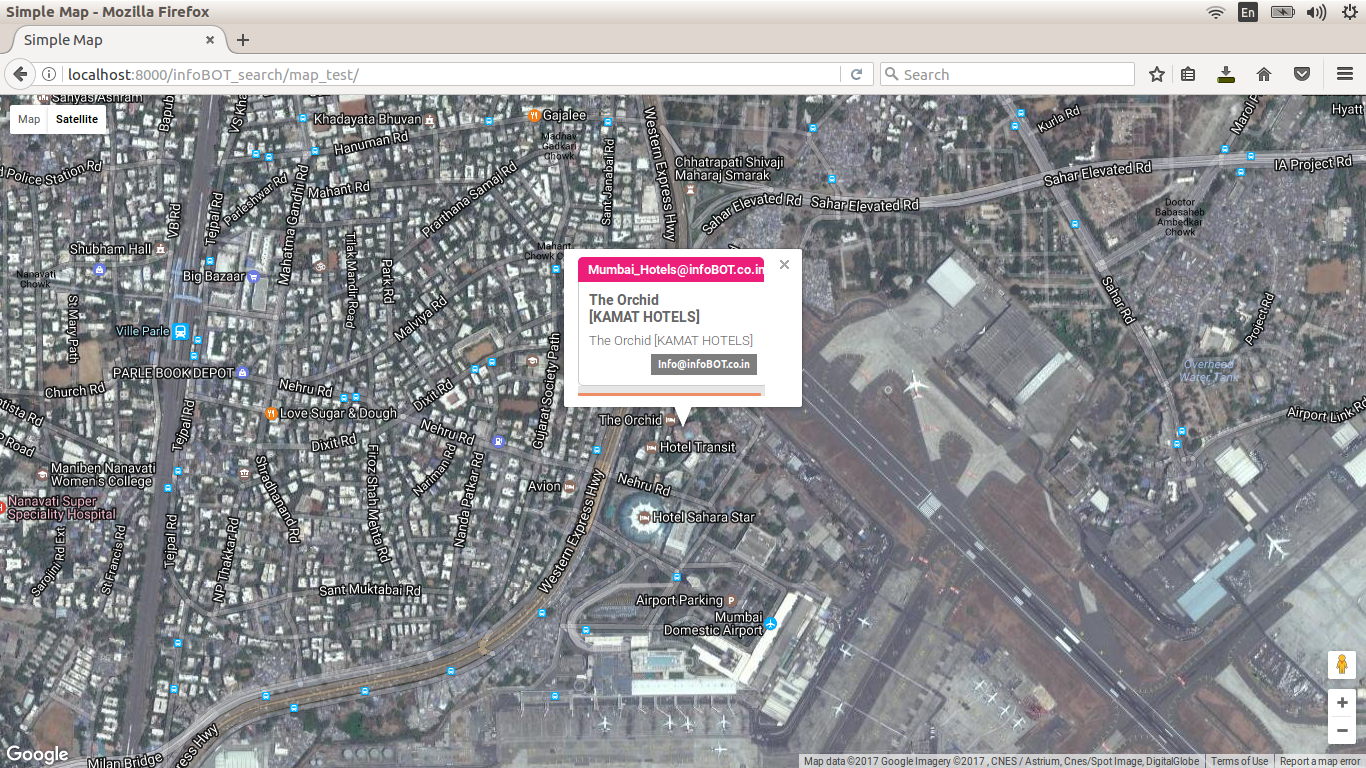 Simple Map - Mozilla Firefox
En
Simple Map
localhost:8000/infoBOT_search/map_test/
Search
Sanyas Ashram
Map
Satellite
VS
Khadayata Bhuvan
Gajalee
Hanuman Rd
Madhav
Gadkari
Chowk
Western Express Hwy
Kurla Rd
Marol
Hyatt
Police Station Rd
Mahant Rd
Parleshwar Rd
Prarthana Samaj Rd
Sant Janabai Rd
Chhatrapati Shivaji
Maharaj Smarak
Sahar Elevated Rd
IA Project Rd
VB Rd
Tejpal Rd
Mahatma Gandhi Rd
Sahar Elevated Rd
Sahar Elevated Rd
Doctor
Babasaheb
Ambedkar
Chowk
Shubham Hall
Tilak Mandir Road
Park Rd
Mahant
Chowk
Nanavati
Chowk
Big Bazaar
Mumbai_Hotels@infoBOT.co.in
The Orchid
[KAMAT HOTELS]
The Orchid [KAMAT HOTELS]
Info@infoBOT.co.in
St Mary Path
Malviya Rd
Sahar Rd
Project Rd
Ville Parle
Overhead
Water Tank
PARLE BOOK DEPOT
Church Rd
Nehru Rd
Dixit Rd
Gujarat Society Path
Love Sugar & Dough
Airport Link Rd
The Orchid
Tejpal Rd
Dixit Rd
Nehru Rd
Hotel Transit
Maniben Nanavati
Women's College
Shradhanand Rd
Firoz Shah Mehta Rd
Nariman Rd
Nanda Patkar Rd
Avion
Nehru Rd
Nanavati Super
Speciality Hospital
Hotel Sahara Star
Western Express Hwy
Tejpal Rd
NP Thakkar Rd
Sarojini Rd Ext
St Francis Rd
Sant Muktabai Rd
Airport Parking
P
Mumbai
Domestic Airport
Express Hwy
Milan Bridge
+
−
Google
Map data ©2017 Google Imagery ©2017 , CNES / Astrium, Cnes/Spot Image, DigitalGlobe
Terms of Use
Report a map error